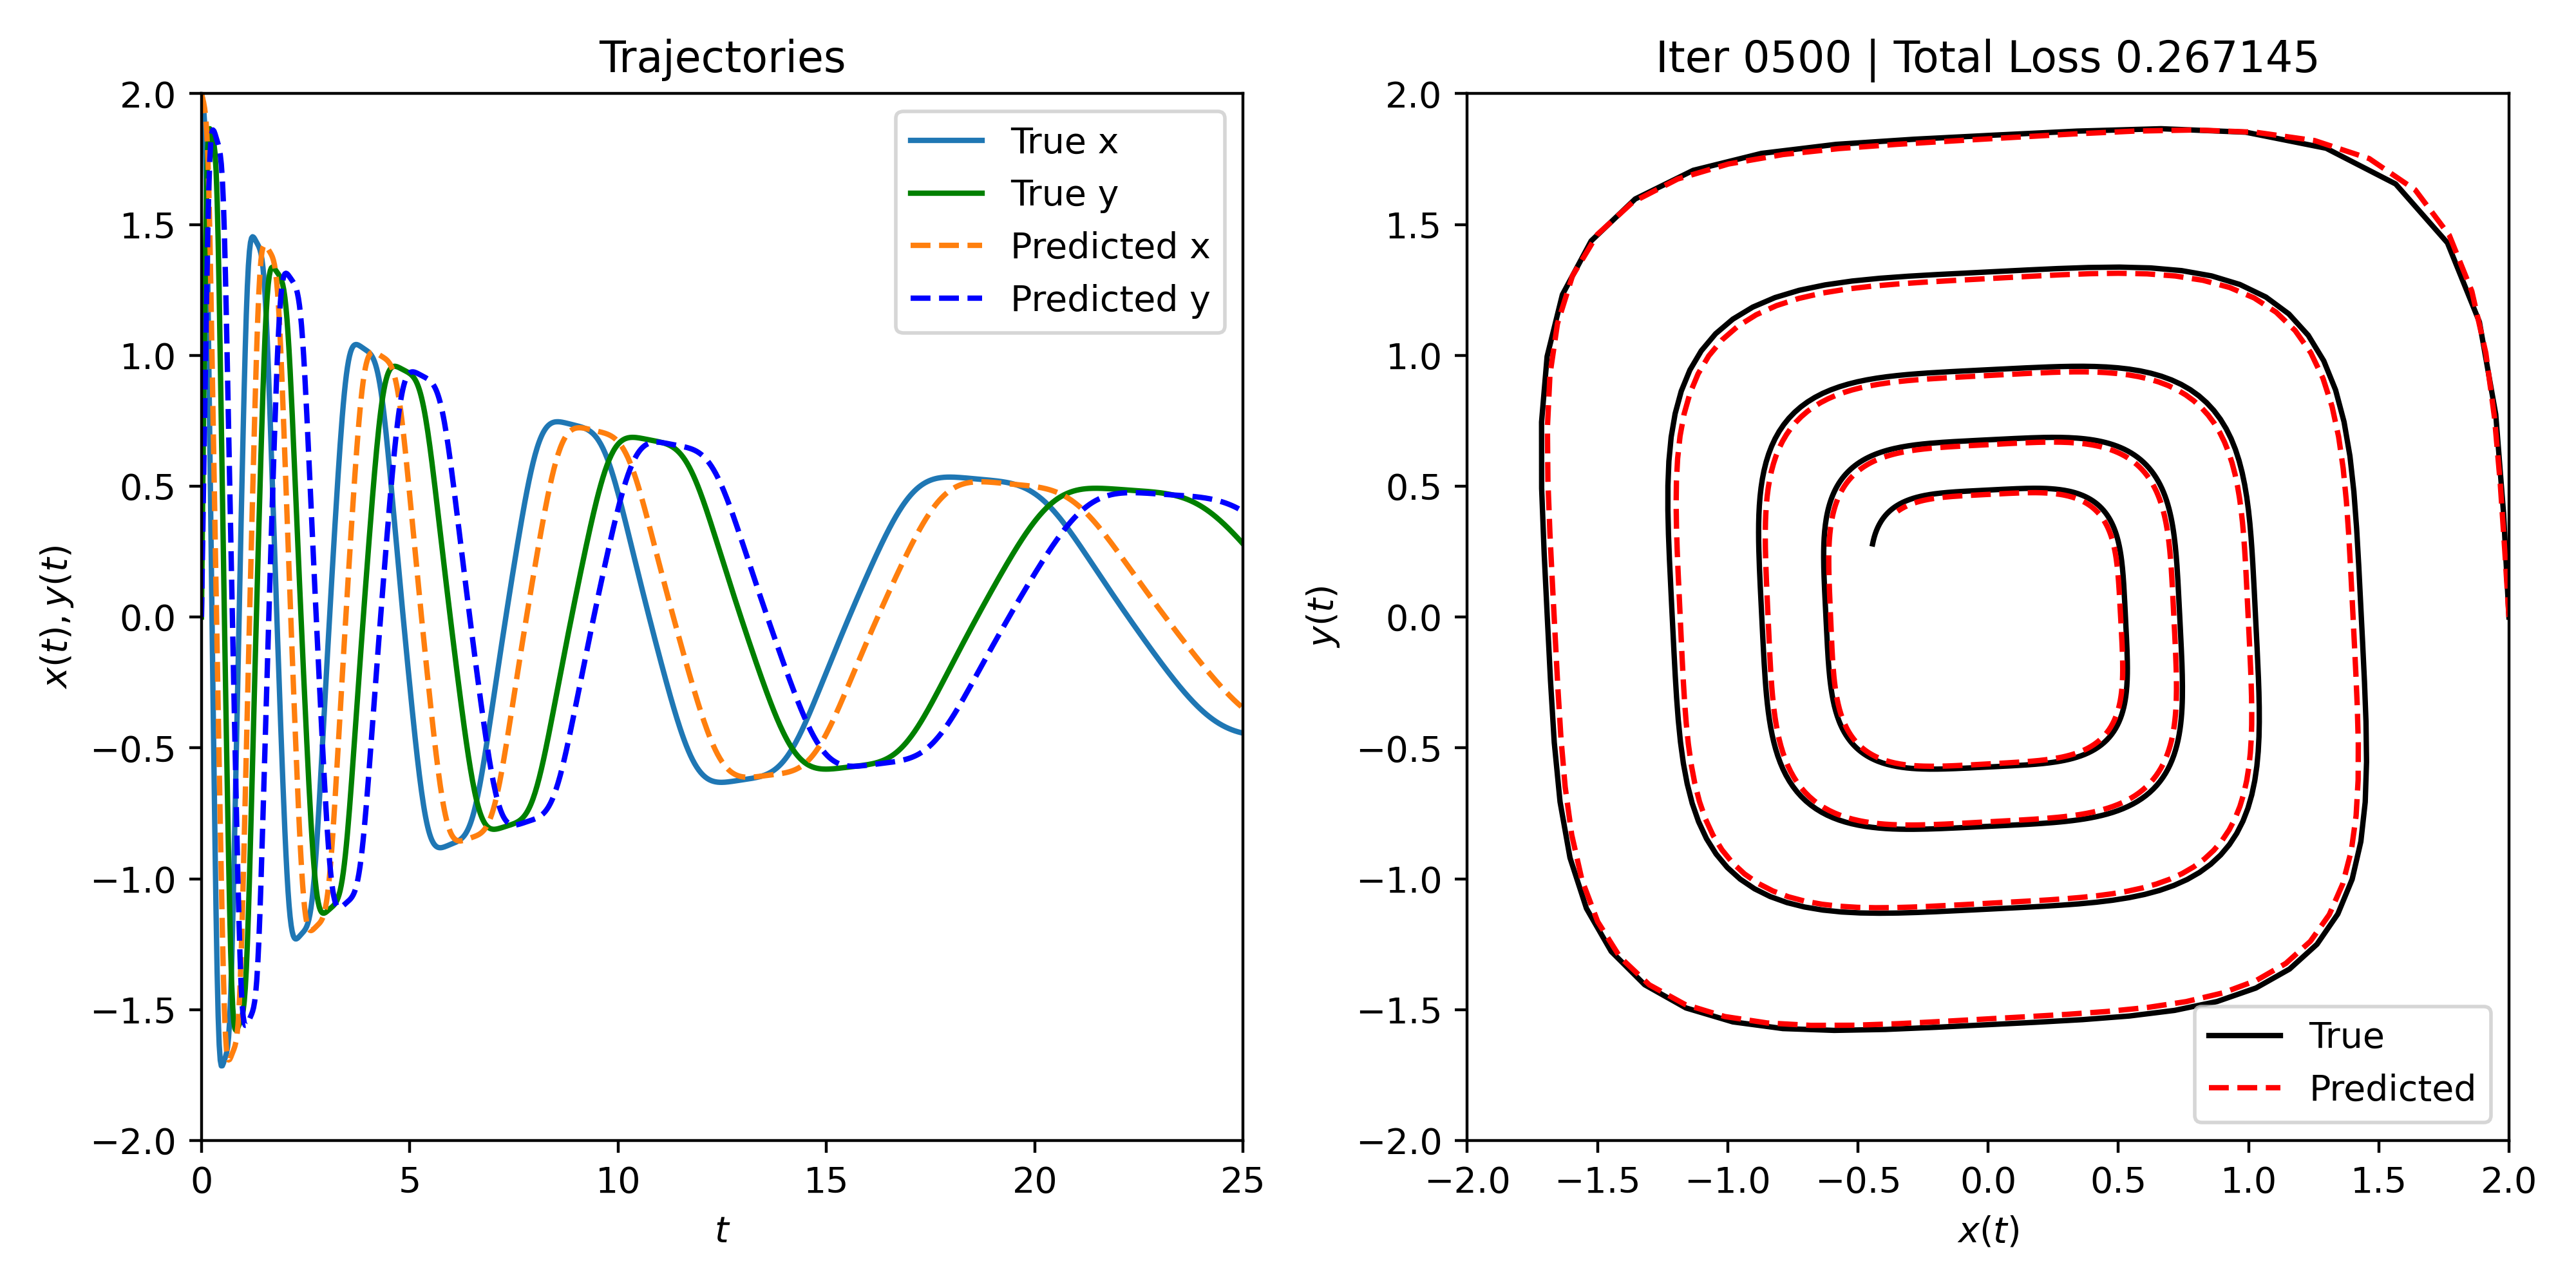 Trajectories
2.0
1.5
1.0
0.5
0.0
−0.5
−1.0
−1.5
−2.0
x(t), y(t)
0 5 10 15 20 25
t
True x
True y
Predicted x
Predicted y
Iter 0500 | Total Loss 0.267145
2.0
1.5
1.0
0.5
0.0
−0.5
−1.0
−1.5
−2.0
y(t)
−2.0 −1.5 −1.0 −0.5 0.0 0.5 1.0 1.5 2.0
x(t)
True
Predicted